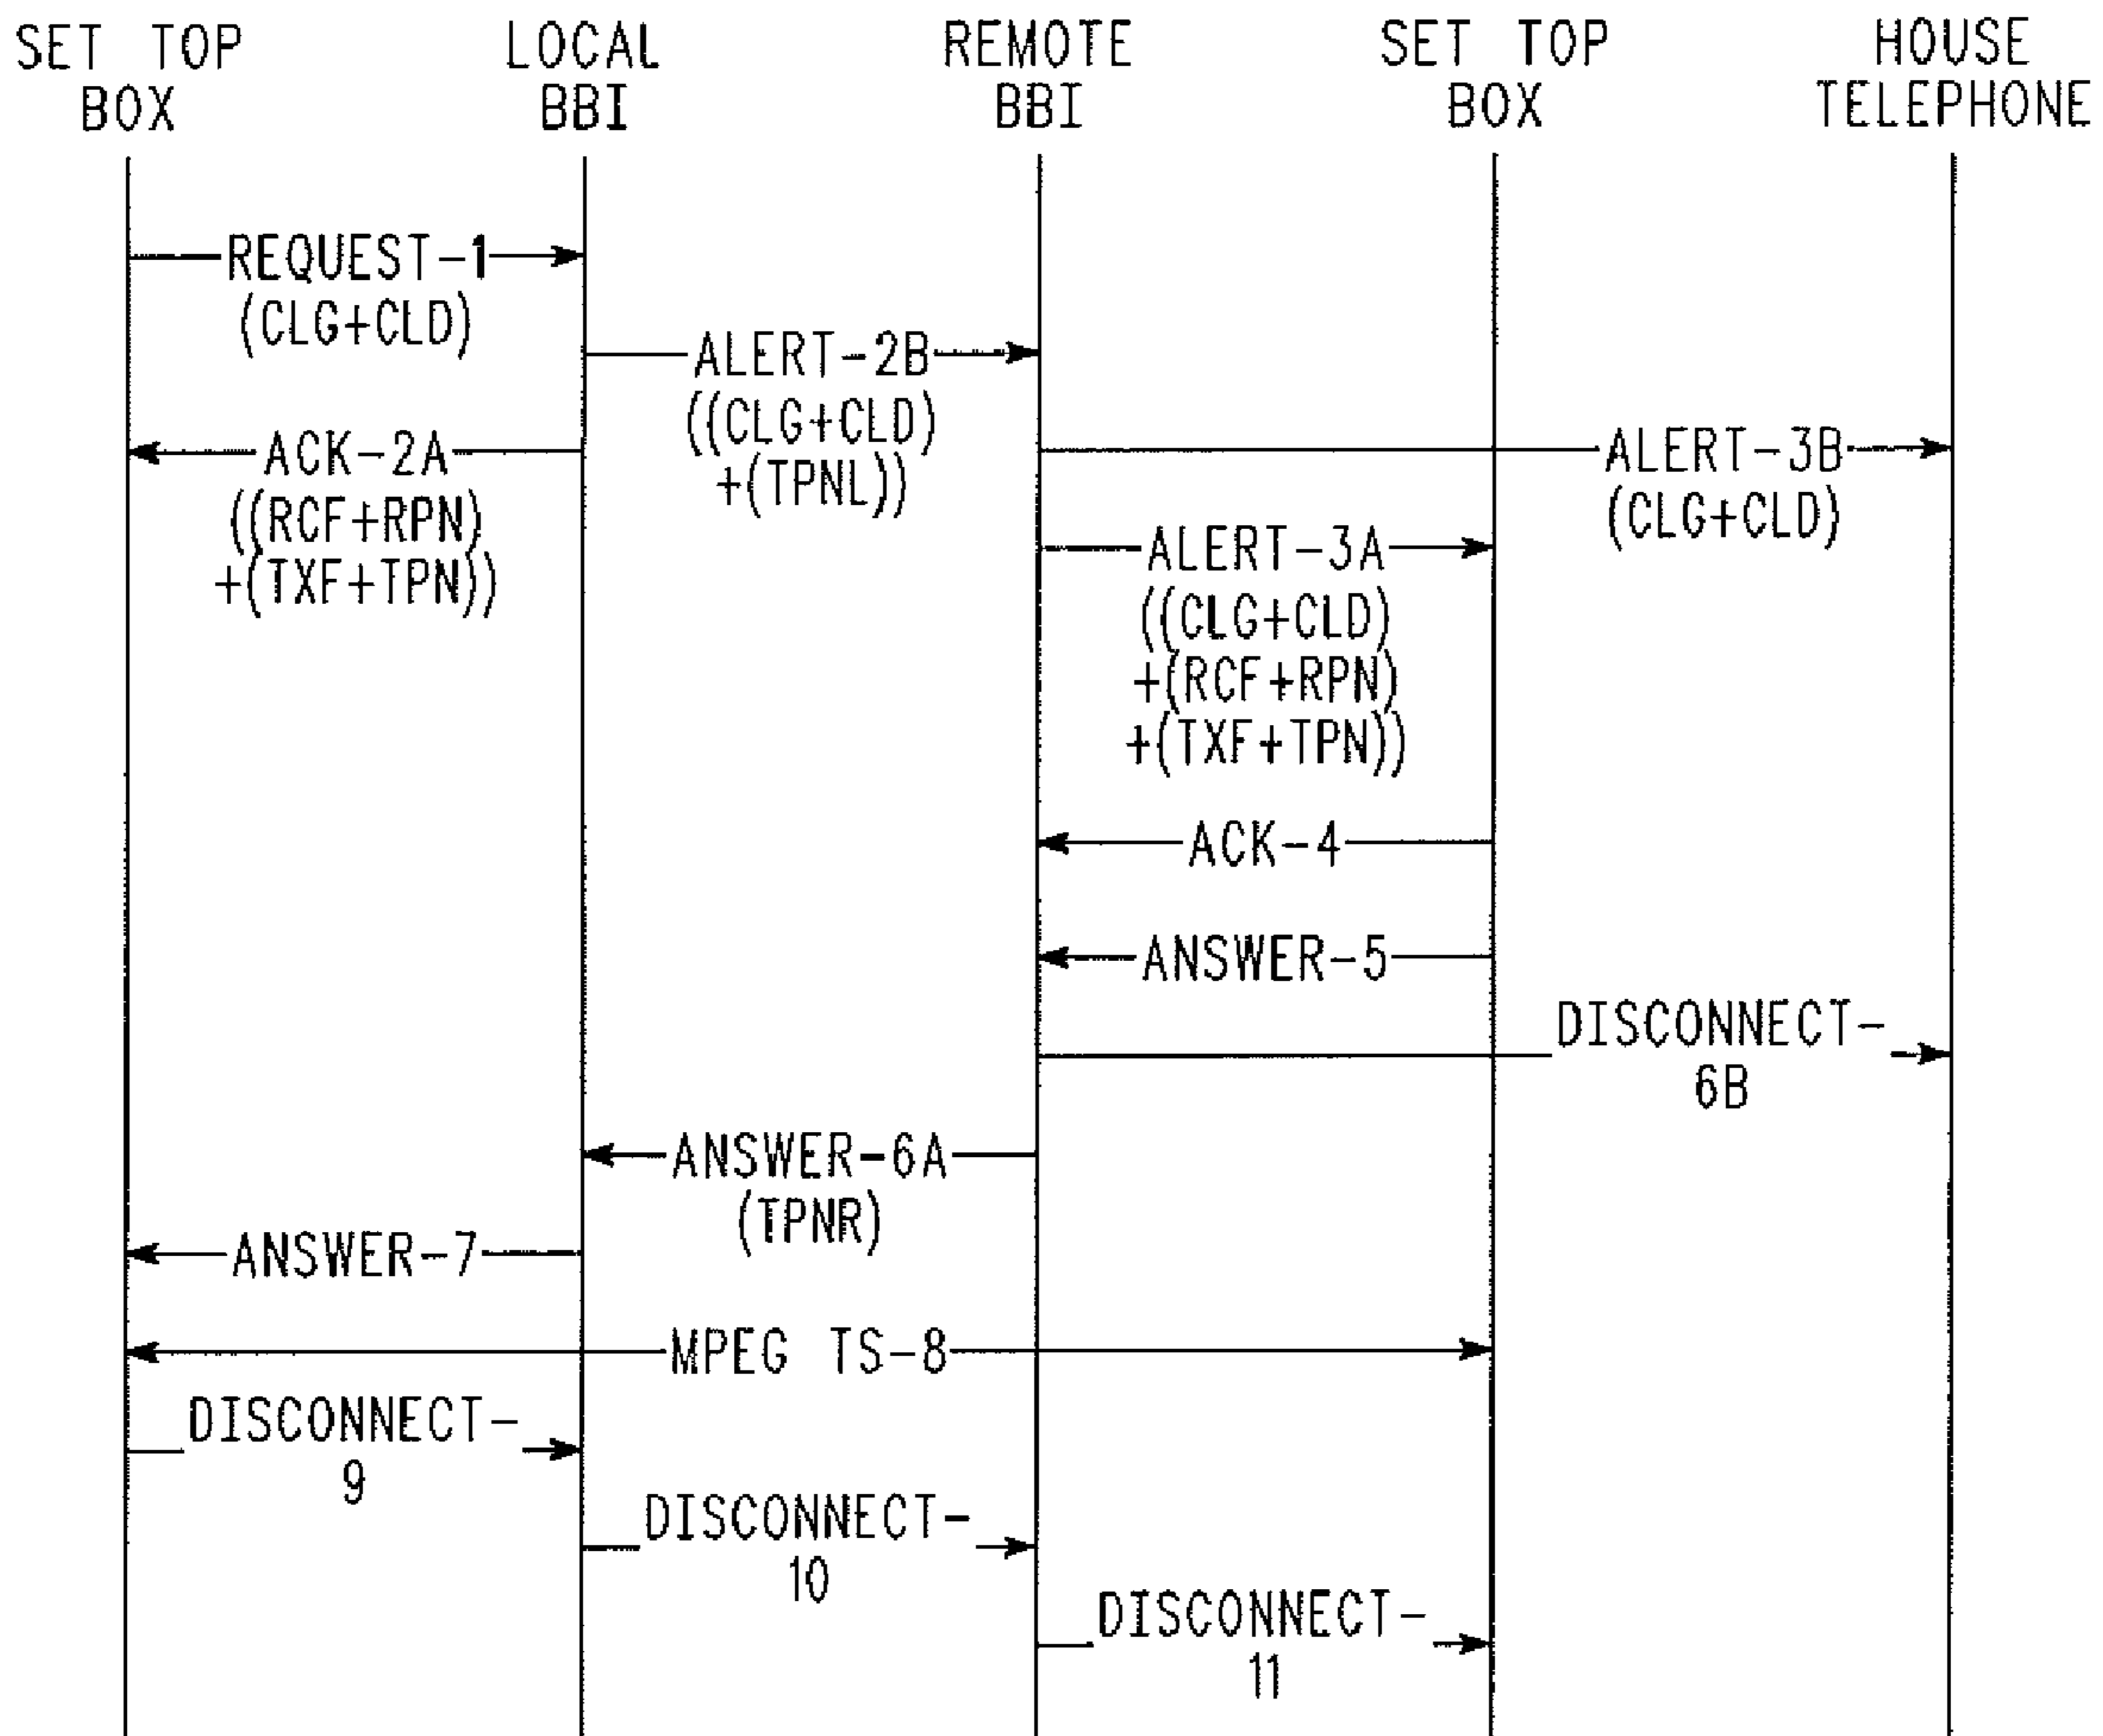 SET TOP
BOX
LOCAL
BBI
REMOTE
BBI
SET TOP
BOX
HOUSE
TELEPHONE
REQUEST-1
(CLG+CLD)
ALERT-2B
((CLG+CLD)
+(TPNL))
ACK-2A
((RCF+RPN)
+(TXF+TPN))
ALERT-3B
(CLG+CLD)
ALERT-3A
((CLG+CLD)
+(RCF+RPN)
+(TXF+TPN))
ACK-4
ANSWER-5
DISCONNECT-
6B
ANSWER-6A
(TPNR)
ANSWER-7
MPEG TS-8
DISCONNECT-
9
DISCONNECT-
10
DISCONNECT-
11